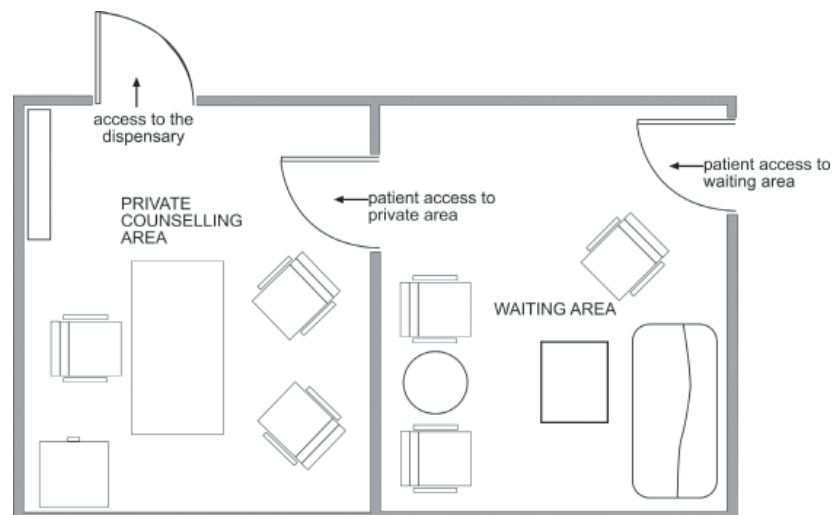 access to the
dispensary
patient access to
waiting area
PRIVATE
COUNSELLING
AREA
patient access to
private area
WAITING AREA